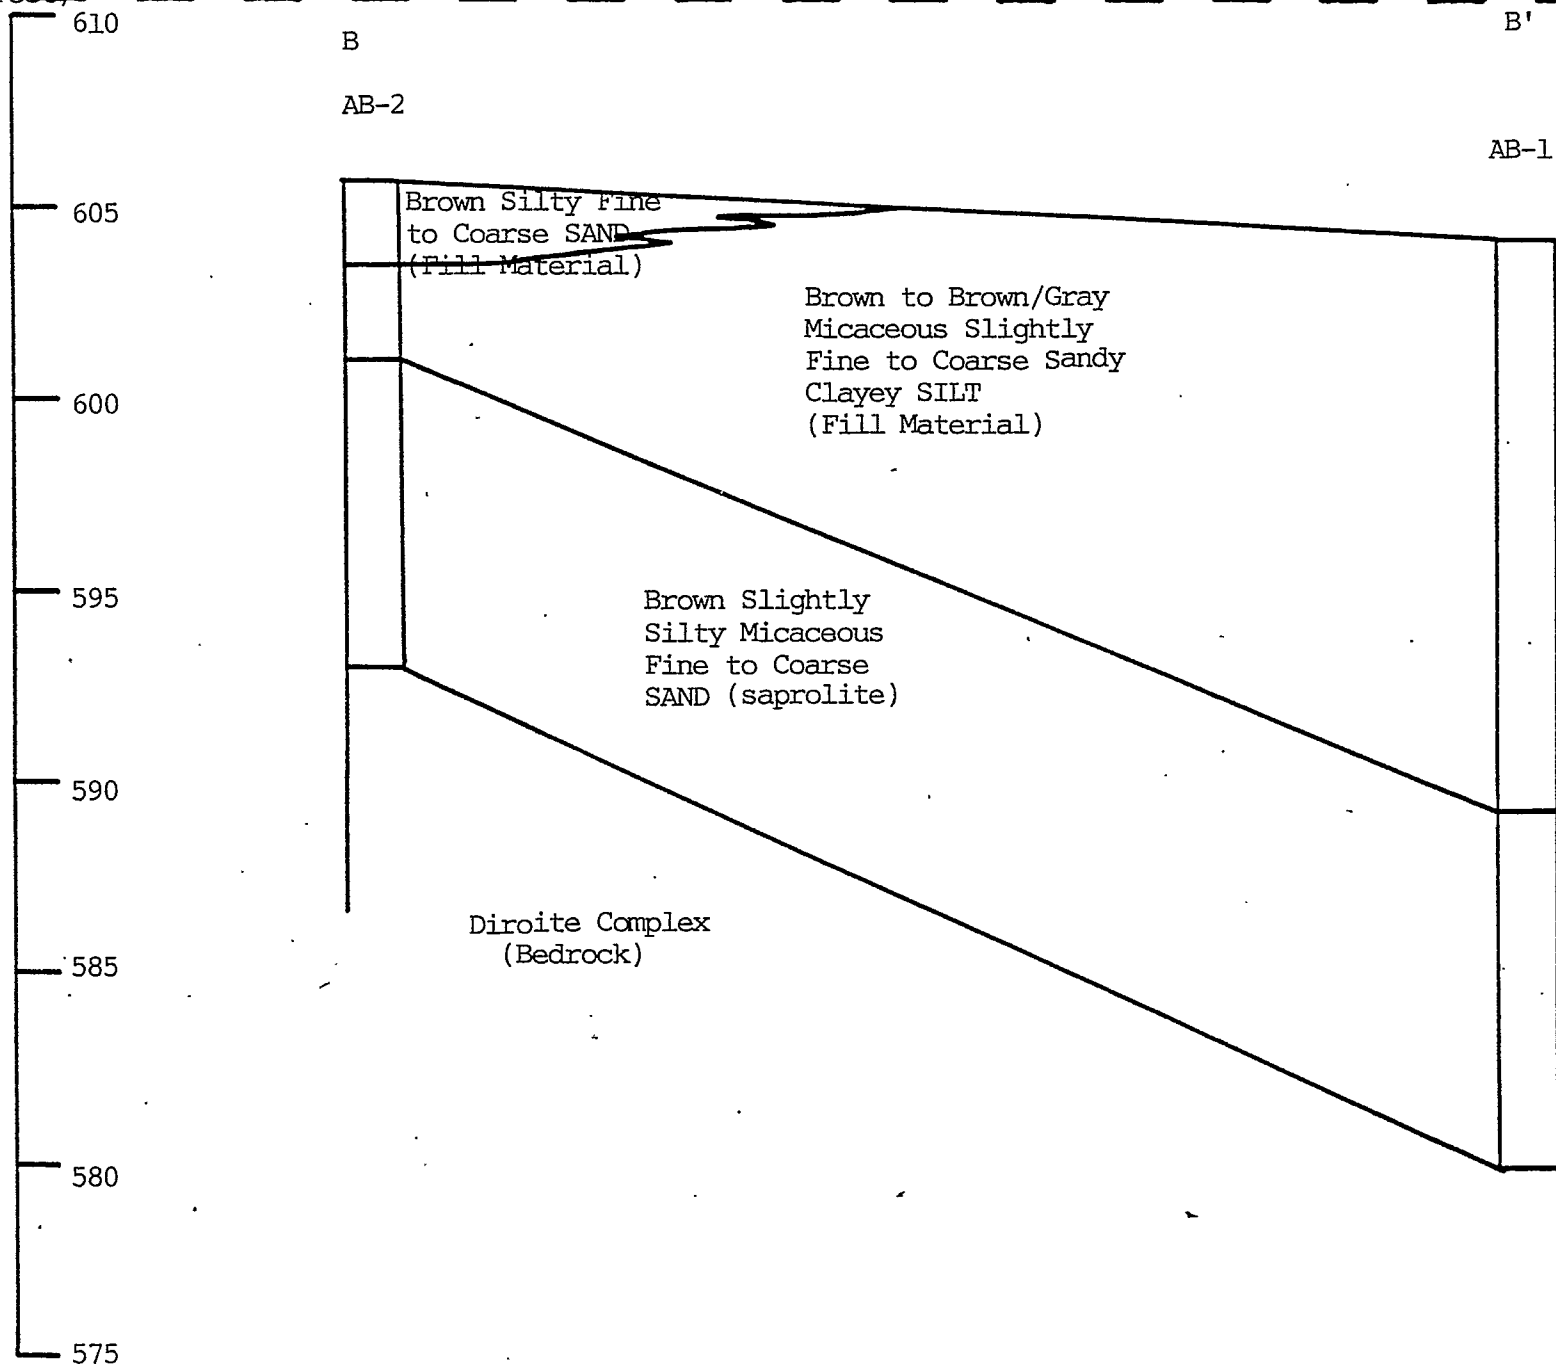 610
B
B'
AB-2
AB-1
605
Brown Silty Fine
to Coarse SAND
(Fill Material)
Brown to Brown/Gray
Micaceous Slightly
Fine to Coarse Sandy
Clayey SILT
(Fill Material)
600
595
Brown Slightly
Silty Micaceous
Fine to Coarse
SAND (saprolite)
590
Diroite Complex
(Bedrock)
585
580
575